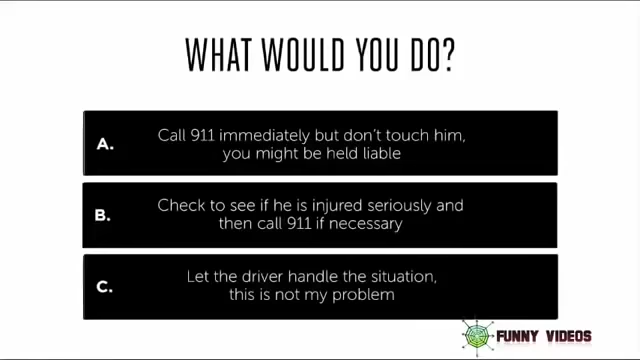 WHAT WOULD YOU DO?
A. Call 911 immediately but don't touch him,
you might be held liable
B. Check to see if he is injured seriously and
then call 911 if necessary
C. Let the driver handle the situation,
this is not my problem
FUNNY VIDEOS